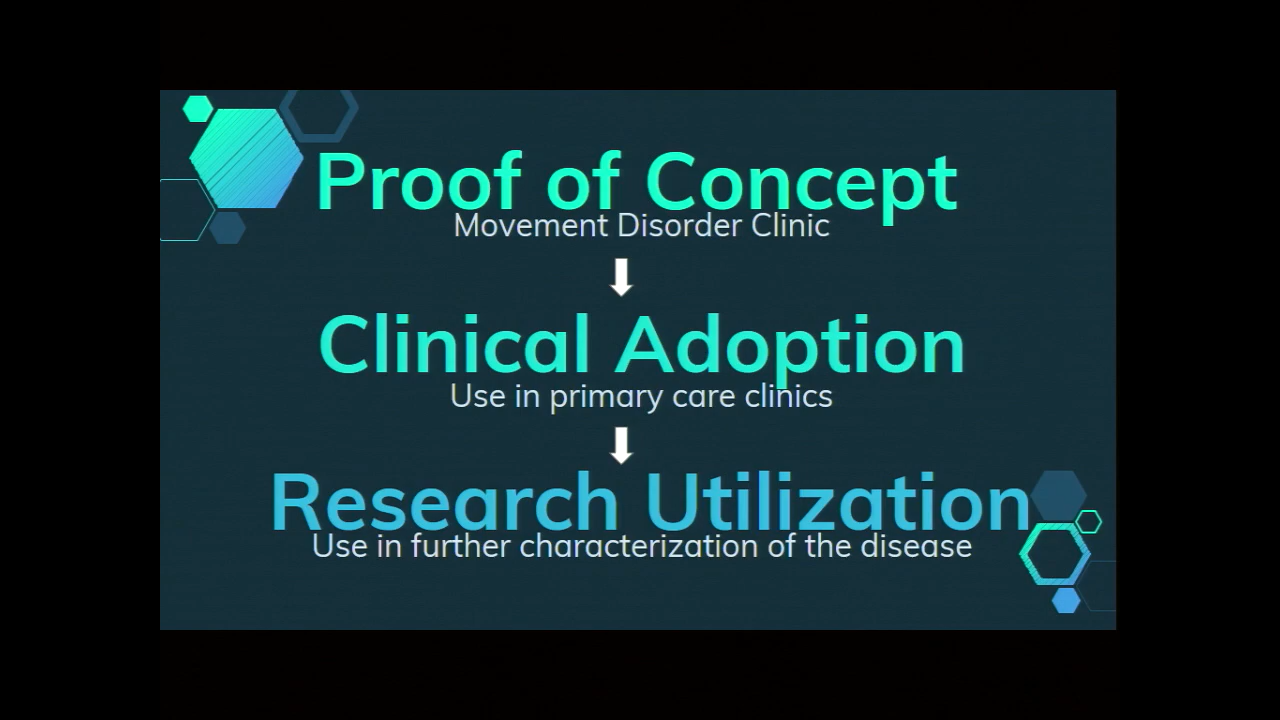 Proof of Concept
Movement Disorder Clinic
Clinical Adoption
Use in primary care clinics
Research Utilization
Use in further characterization of the disease